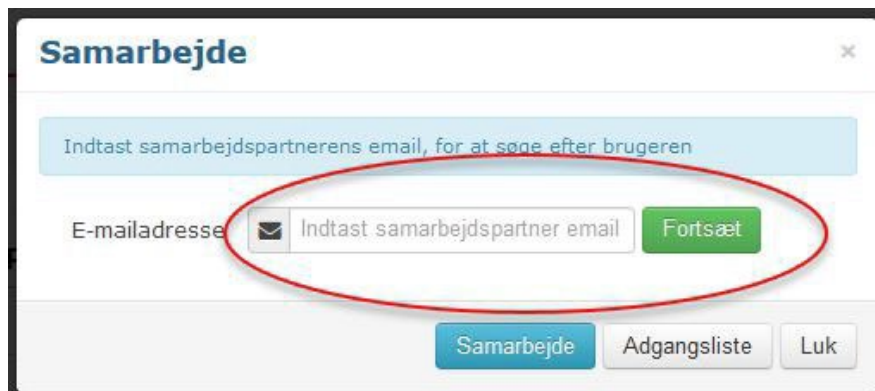 Samarbejde ×
Indtast samarbejdspartnerens email, for at søge efter brugeren
E-mailadresse Indtast samarbejdspartner email Fortsæt
Samarbejde Adgangsliste Luk